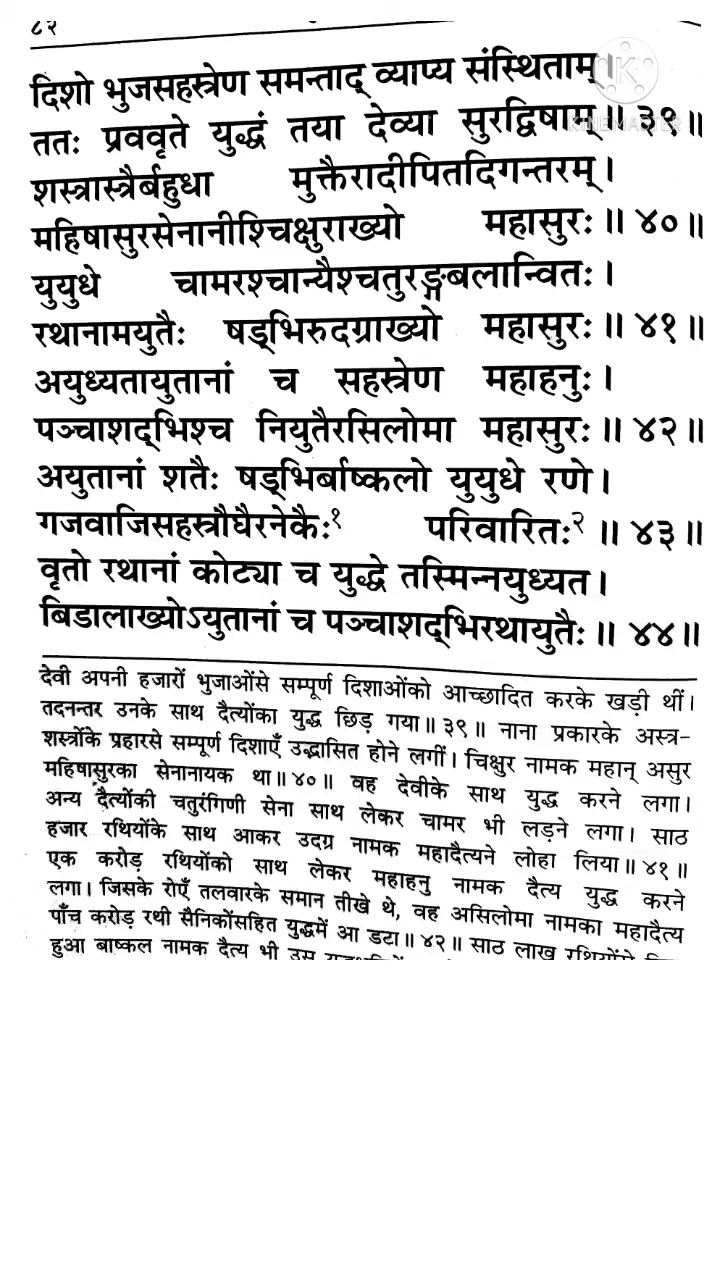 ८२
दिशो भुजसहस्त्रेण समन्ताद् व्याप्य संस्थिताम्।
ततः प्रववृते युद्धं तया देव्या सुरद्विषाम्॥ ३९॥
शस्त्रास्त्रैर्बहुधा मुक्तैरादीपितदिगन्तरम्।
महिषासुरसेनानीश्चिक्षुराख्यो महासुरः॥ ४०॥
युयुधे चामरश्चान्यैश्चतुरङ्गबलान्वितः।
रथानामयुतैः षड्भिरुदग्राख्यो महासुरः॥ ४१॥
अयुध्यतायुतानां च सहस्त्रेण महाहनुः।
पञ्चाशद्भिश्च नियुतैरसिलोमा महासुरः॥ ४२॥
अयुतानां शतैः षड्भिर्बाष्कलो युयुधे रणे।
गजवाजिसहस्त्रौघैरनेकैः१ परिवारितः२॥ ४३॥
वृतो रथानां कोट्या च युद्धे तस्मिन्नयुध्यत।
बिडालाख्योऽयुतानां च पञ्चाशद्भिरथायुतैः॥ ४४॥
देवी अपनी हजारों भुजाओंसे सम्पूर्ण दिशाओंको आच्छादित करके खड़ी थीं।
तदनन्तर उनके साथ दैत्योंका युद्ध छिड़ गया॥ ३९॥ नाना प्रकारके अस्त्र-
शस्त्रोंके प्रहारसे सम्पूर्ण दिशाएँ उद्भासित होने लगीं। चिक्षुर नामक महान् असुर
महिषासुरका सेनानायक था॥ ४०॥ वह देवीके साथ युद्ध करने लगा।
अन्य दैत्योंकी चतुरंगिणी सेना साथ लेकर चामर भी लड़ने लगा। साठ
हजार रथियोंके साथ आकर उदग्र नामक महादैत्यने लोहा लिया॥ ४१॥
एक करोड़ रथियोंको साथ लेकर महाहनु नामक दैत्य युद्ध करने
लगा। जिसके रोएँ तलवारके समान तीखे थे, वह असिलोमा नामका महादैत्य
पाँच करोड़ रथी सैनिकोंसहित युद्धमें आ डटा॥ ४२॥ साठ लाख रथियोंसे
हुआ बाष्कल नामक दैत्य भी उस
KINEMASTER